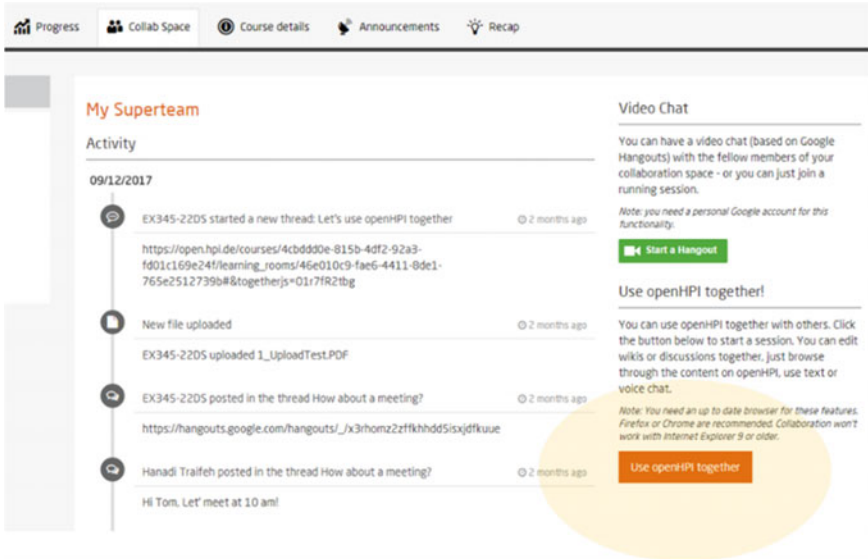 Progress
Collab Space
Course details
Announcements
Recap
My Superteam
Activity
09/12/2017
EX345-22DS started a new thread: Let's use openHPI together
2 months ago
https://open.hpi.de/courses/4cbddd0e-815b-4df2-92a3-
fd01c169e24f/learning_rooms/46e010c9-fae6-4411-8de1-
765e2512739b#&togetherjs=01r7fR2tbg
New file uploaded
2 months ago
EX345-22DS uploaded 1_UploadTest.PDF
EX345-22DS posted in the thread How about a meeting?
2 months ago
https://hangouts.google.com/hangouts/_/x3rhomz2zffkhhdd5isxjdfkuue
Hanadi Traifeh posted in the thread How about a meeting?
2 months ago
Hi Tom, Let' meet at 10 am!
Video Chat
You can have a video chat (based on Google
Hangouts) with the fellow members of your
collaboration space - or you can just join a
running session.
Note: you need a personal Google account for this
functionality.
Start a Hangout
Use openHPI together!
You can use openHPI together with others. Click
the button below to start a session. You can edit
wikis or discussions together, just browse
through the content on openHPI, use text or
voice chat.
Note: You need an up to date browser for these features.
Firefox or Chrome are recommended. Collaboration won't
work with Internet Explorer 9 or older.
Use openHPI together